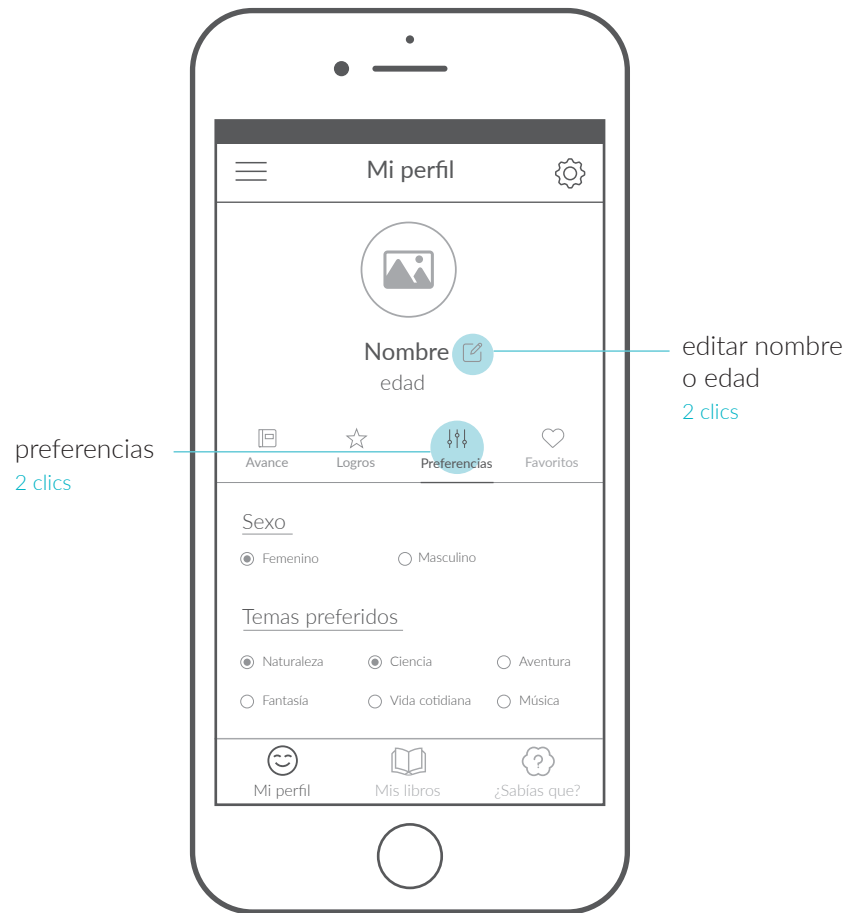 Mi perfil
Nombre
edad
editar nombre
o edad
2 clics
preferencias
2 clics
Avance Logros Preferencias Favoritos
Sexo
Femenino Masculino
Temas preferidos
Naturaleza Ciencia Aventura
Fantasía Vida cotidiana Música
Mi perfil Mis libros ¿Sabías que?